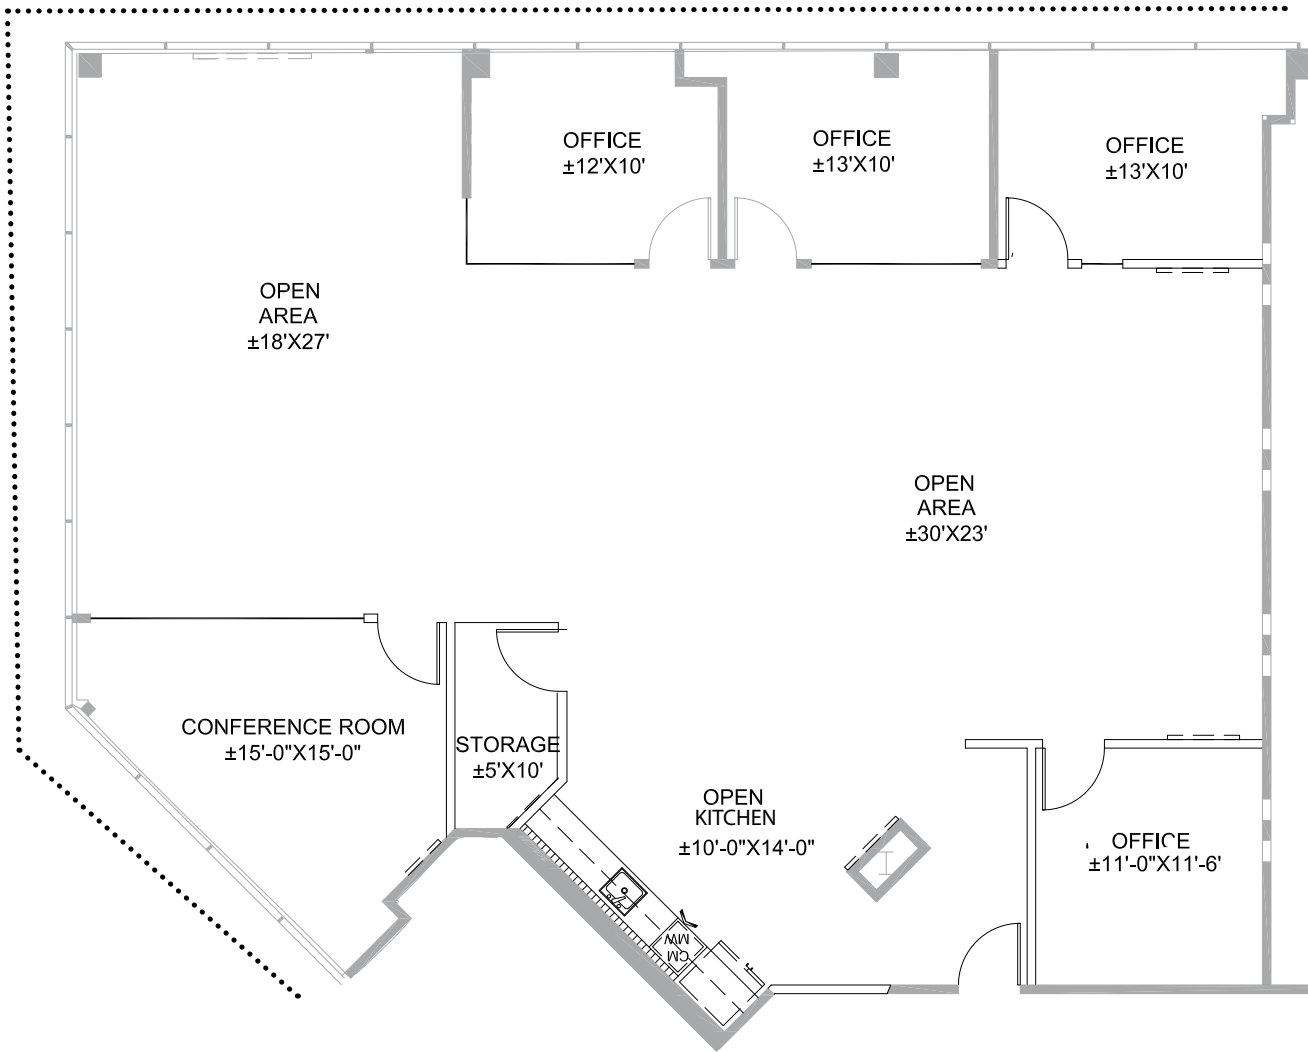 OFFICE
±12'X10'
OFFICE
±13'X10'
OFFICE
±13'X10'
OPEN
AREA
±18'X27'
OPEN
AREA
±30'X23'
CONFERENCE ROOM
±15'-0"X15'-0"
STORAGE
±5'X10'
OPEN
KITCHEN
±10'-0"X14'-0"
OFFICE
±11'-0"X11'-6'
MW
CM